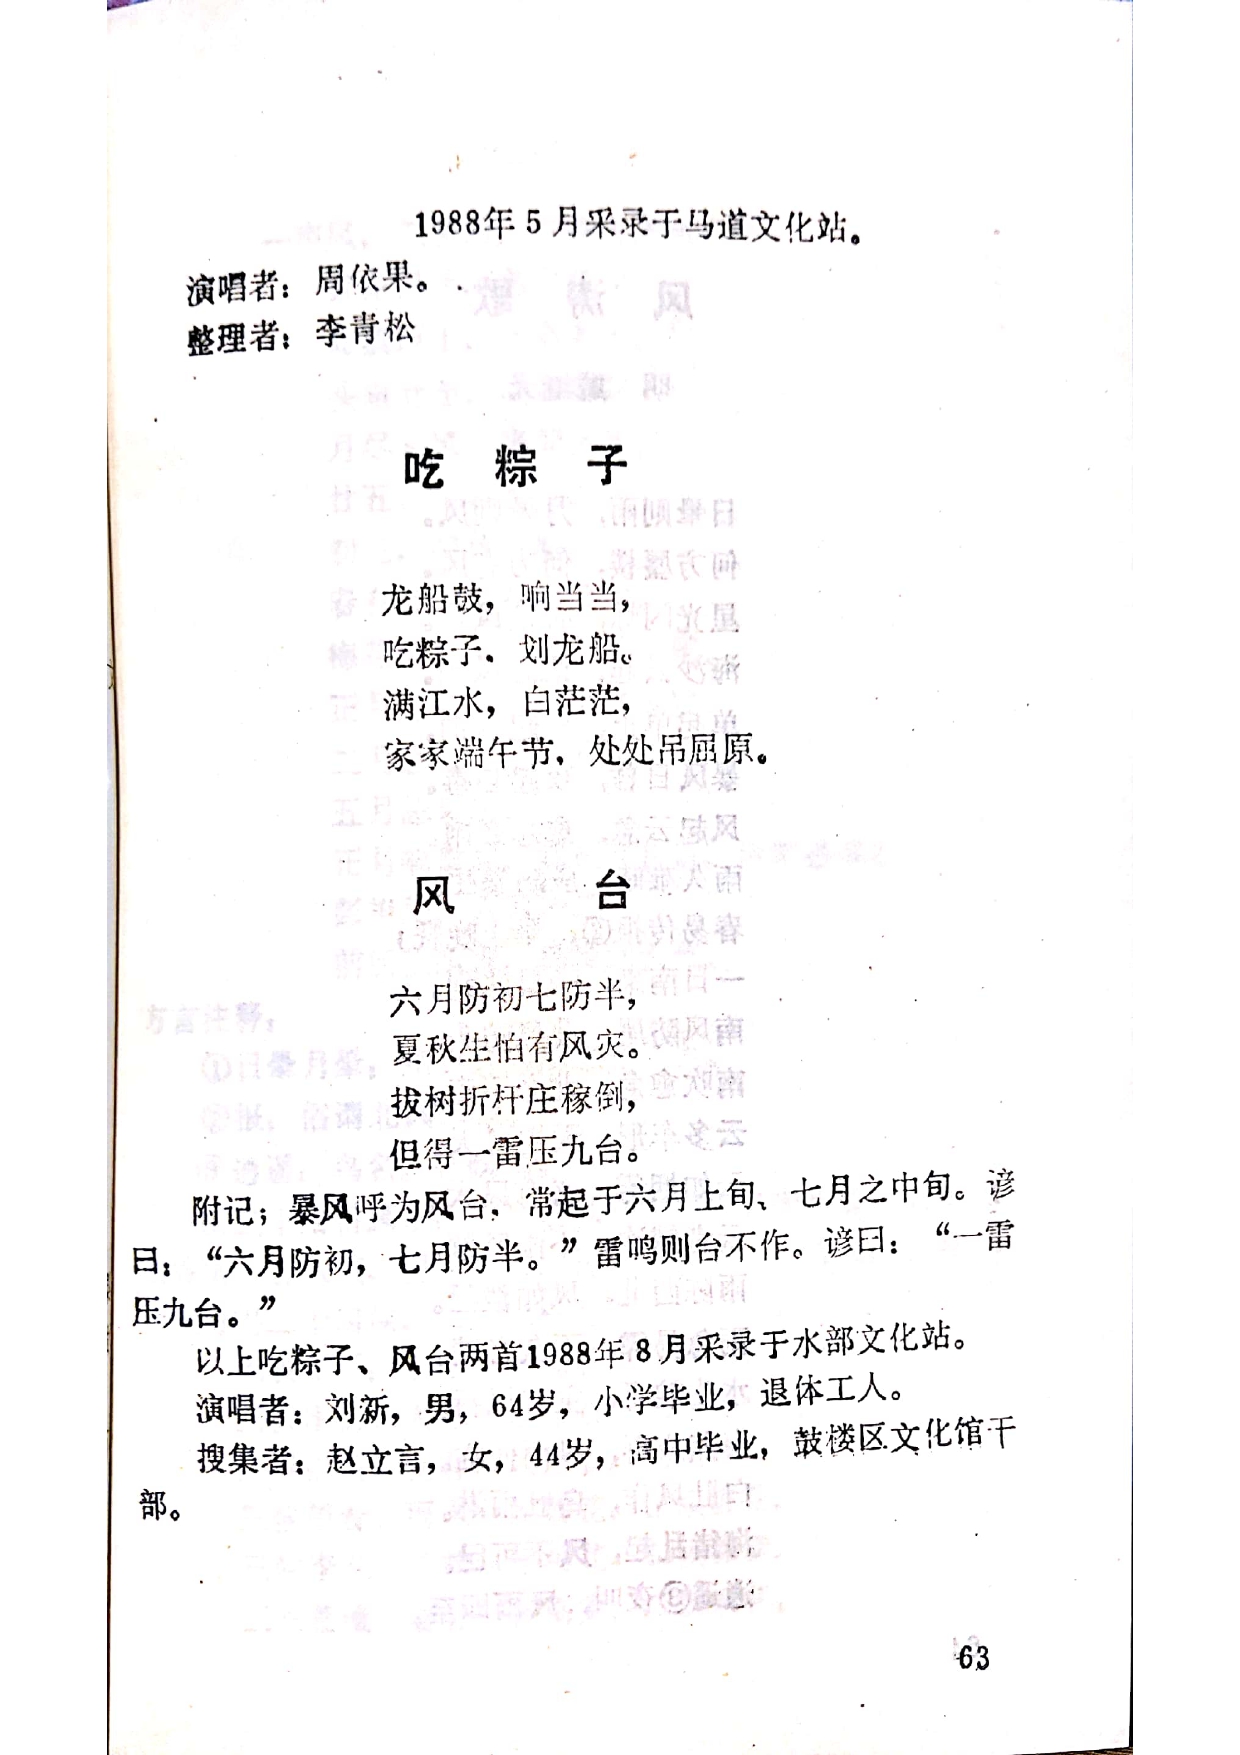 1988年5月采录于马道文化站。
演唱者：周依果。
整理者：李青松
吃粽子
龙船鼓，响当当，
吃粽子、划龙船。
满江水，白茫茫，
家家端午节，处处吊屈原。
风台
六月防初七防半，
夏秋生怕有风灾。
拔树折杆庄稼倒，
但得一雷压九台。
附记；暴风呼为风台，常起于六月上旬、七月之中旬。谚
曰：“六月防初，七月防半。”雷鸣则台不作。谚曰：“一雷
压九台。”
以上吃粽子、风台两首1988年8月采录于水部文化站。
演唱者：刘新，男，64岁，小学毕业，退体工人。
搜集者：赵立言，女，44岁，高中毕业，鼓楼区文化馆干
部。
63